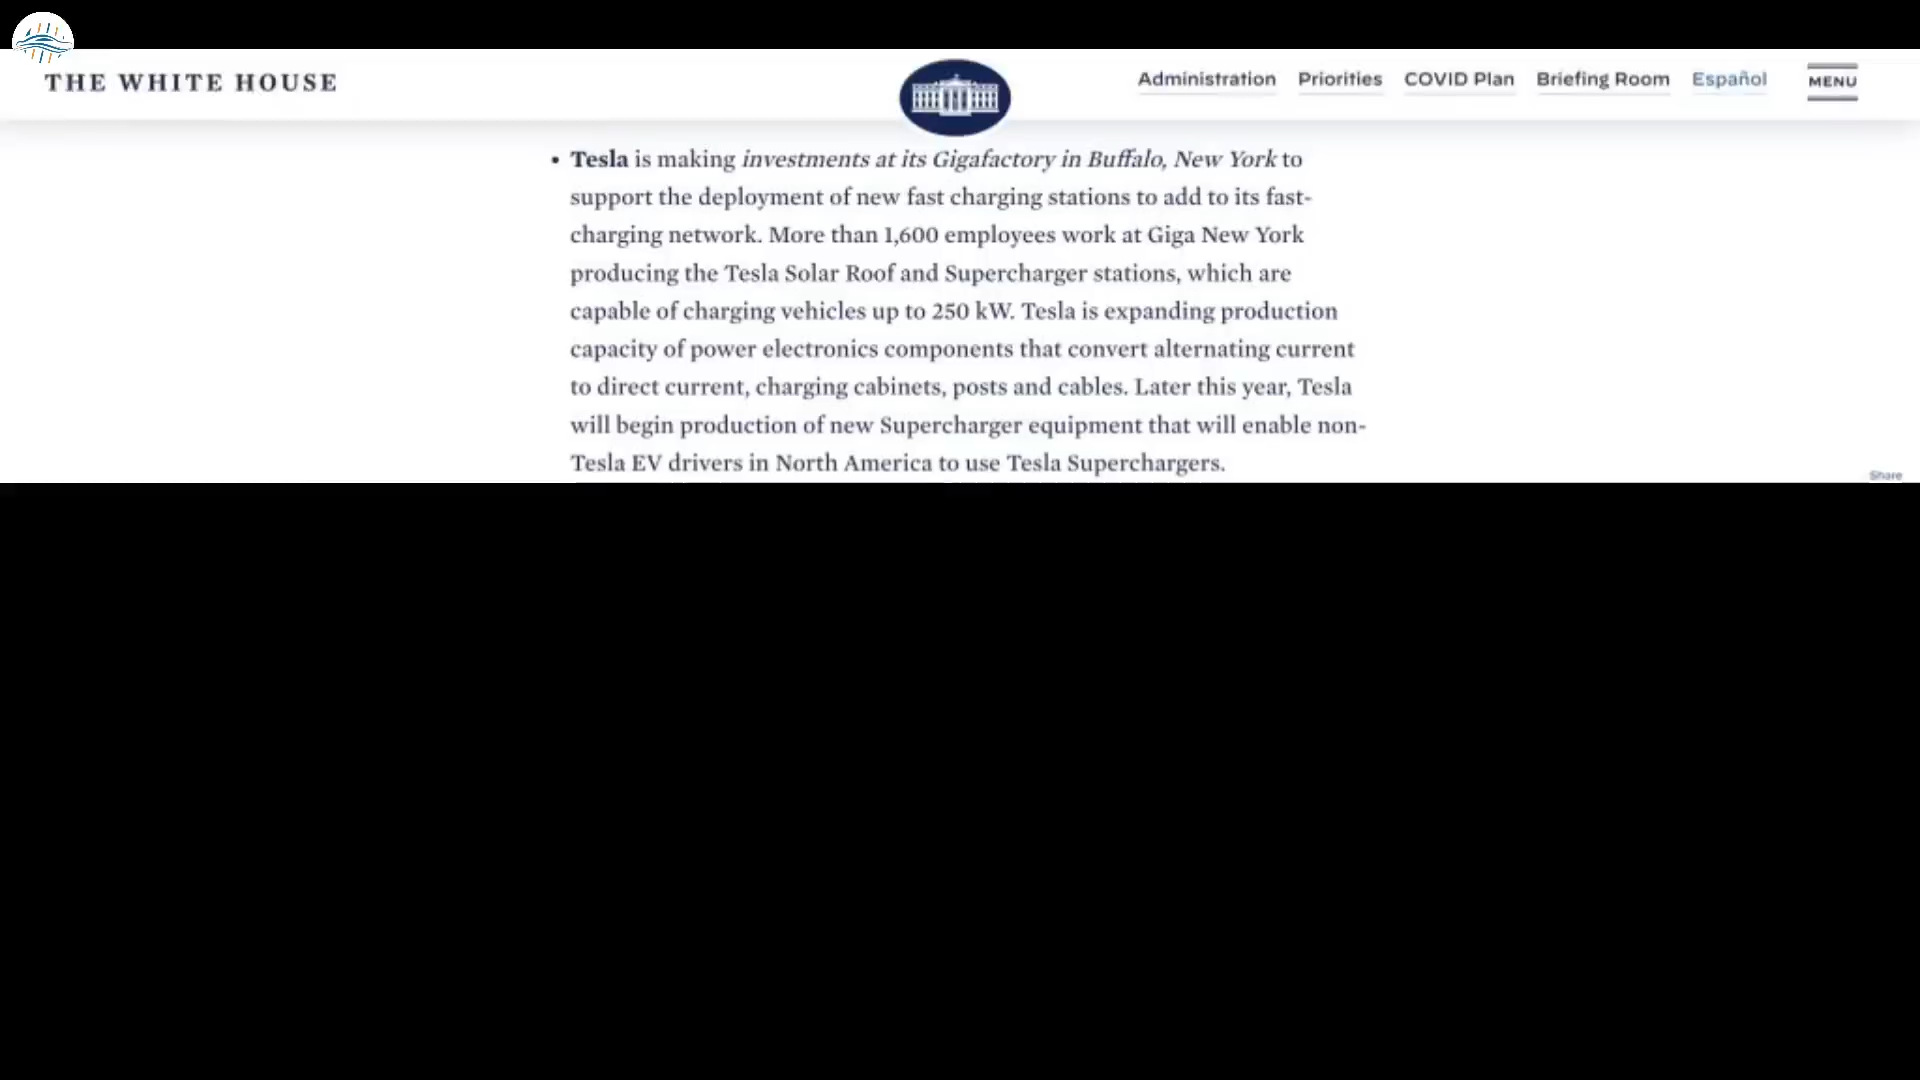 THE WHITE HOUSE
Administration Priorities COVID Plan Briefing Room Español MENU
• Tesla is making investments at its Gigafactory in Buffalo, New York to
support the deployment of new fast charging stations to add to its fast-
charging network. More than 1,600 employees work at Giga New York
producing the Tesla Solar Roof and Supercharger stations, which are
capable of charging vehicles up to 250 kW. Tesla is expanding production
capacity of power electronics components that convert alternating current
to direct current, charging cabinets, posts and cables. Later this year, Tesla
will begin production of new Supercharger equipment that will enable non-
Tesla EV drivers in North America to use Tesla Superchargers.
Share